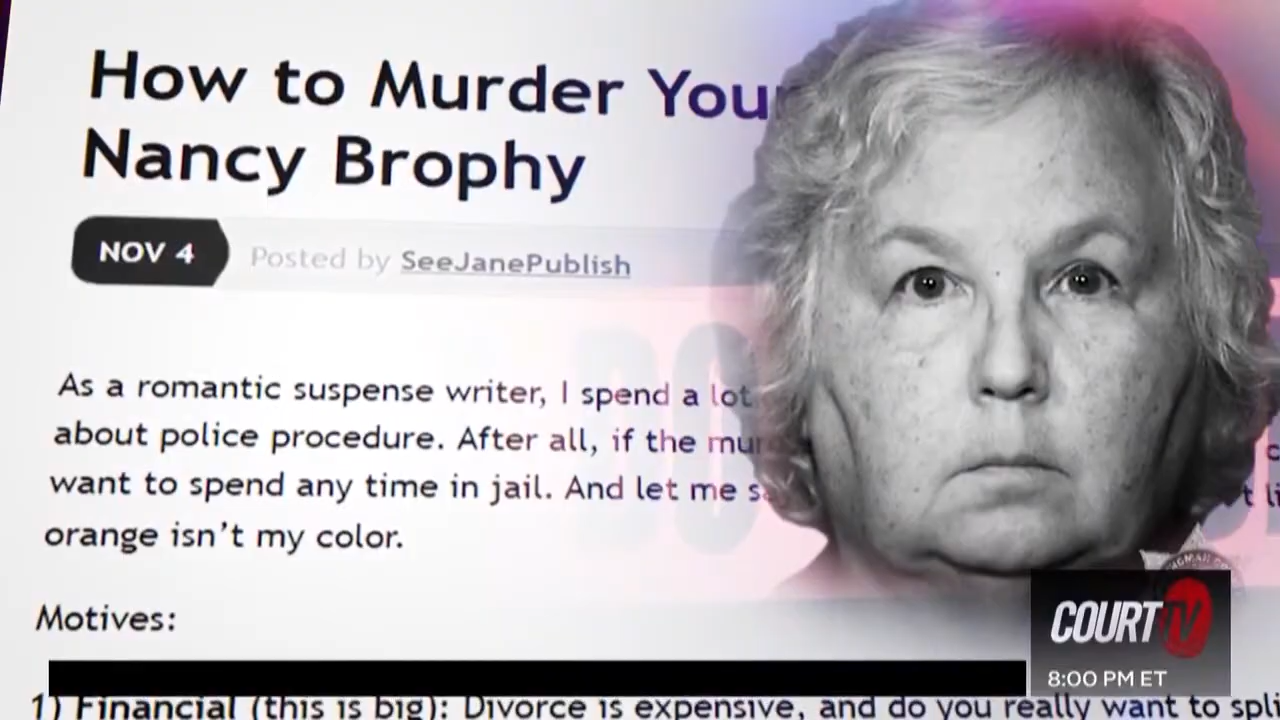 How to Murder You
Nancy Brophy
NOV 4
Posted by SeeJanePublish
As a romantic suspense writer, I spend a lot
about police procedure. After all, if the mu
want to spend any time in jail. And let me s
orange isn't my color.
Motives:
1) Financial (this is big): Divorce is expensive, and do you really want to spli
COURT TV
8:00 PM ET